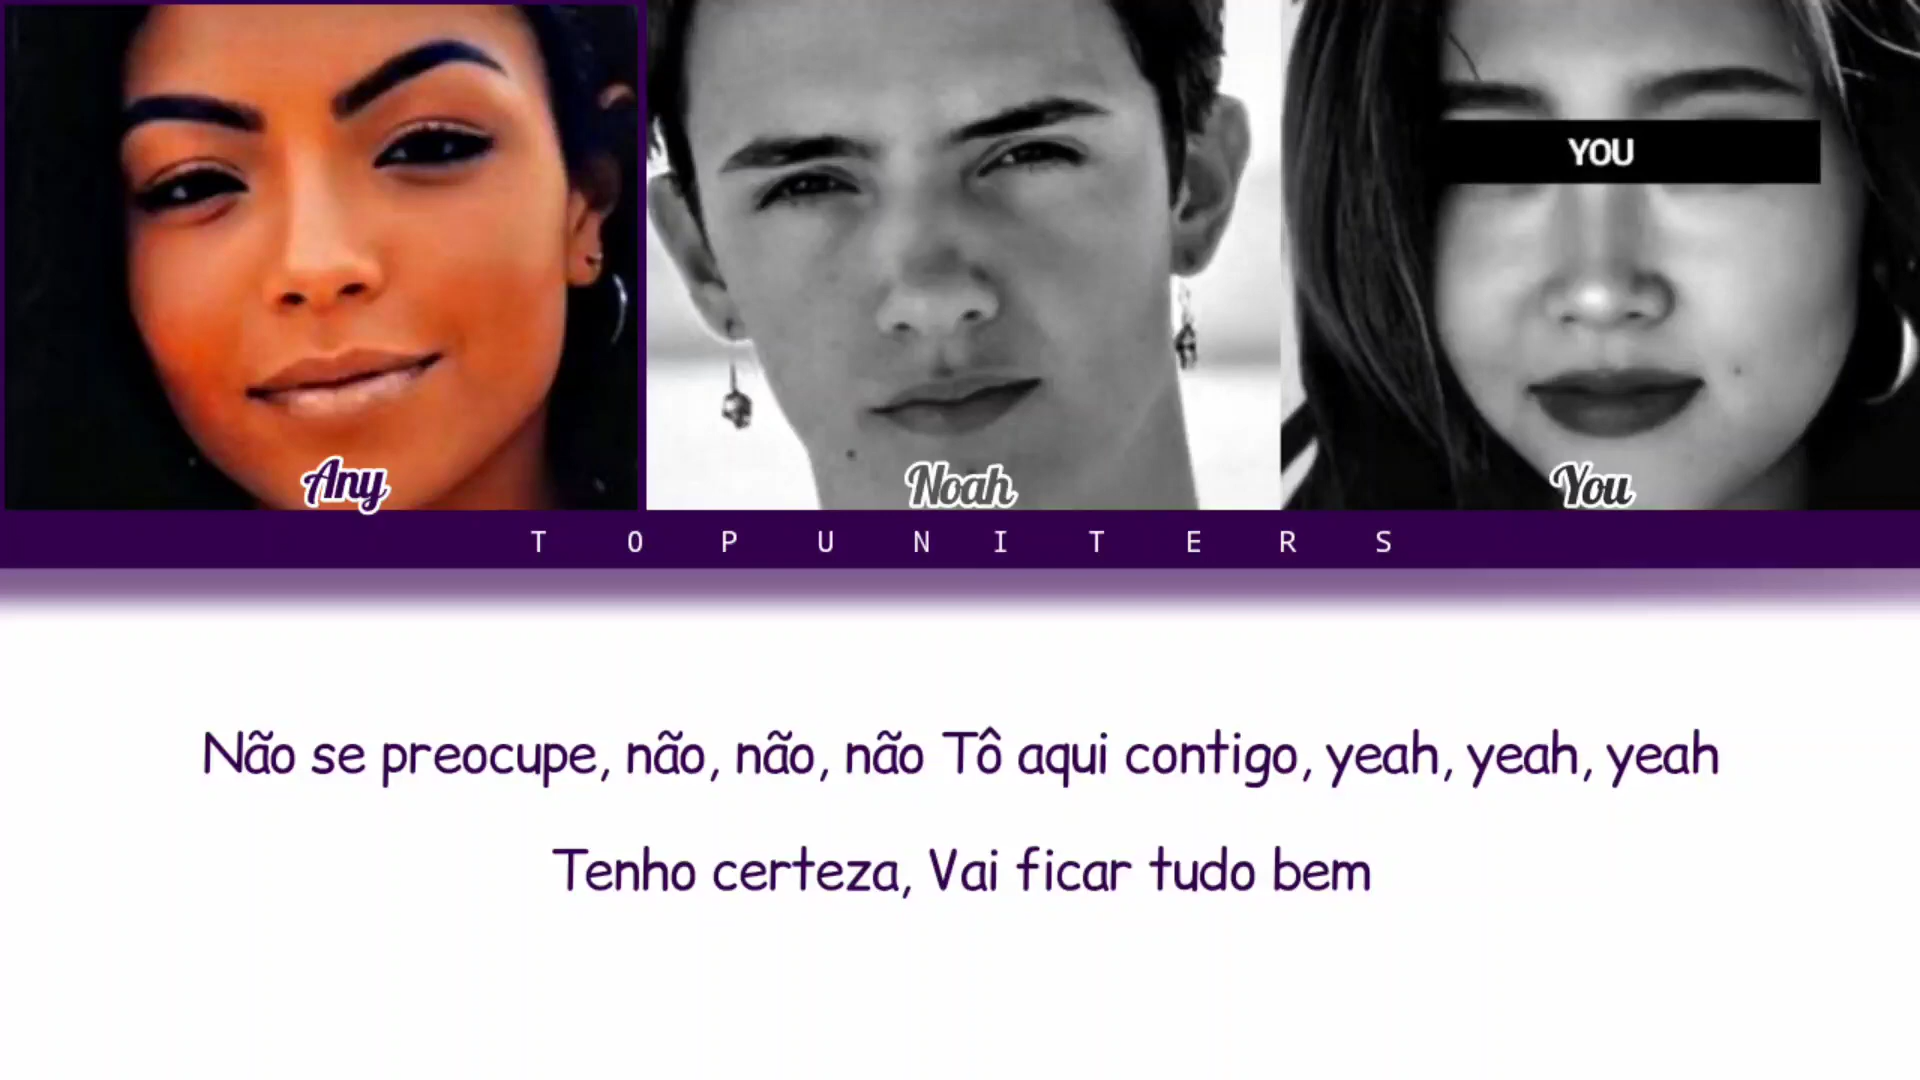 YOU
Any
Noah
You
TOPUNITERS
Não se preocupe, não, não, não Tô aqui contigo, yeah, yeah, yeah
Tenho certeza, Vai ficar tudo bem